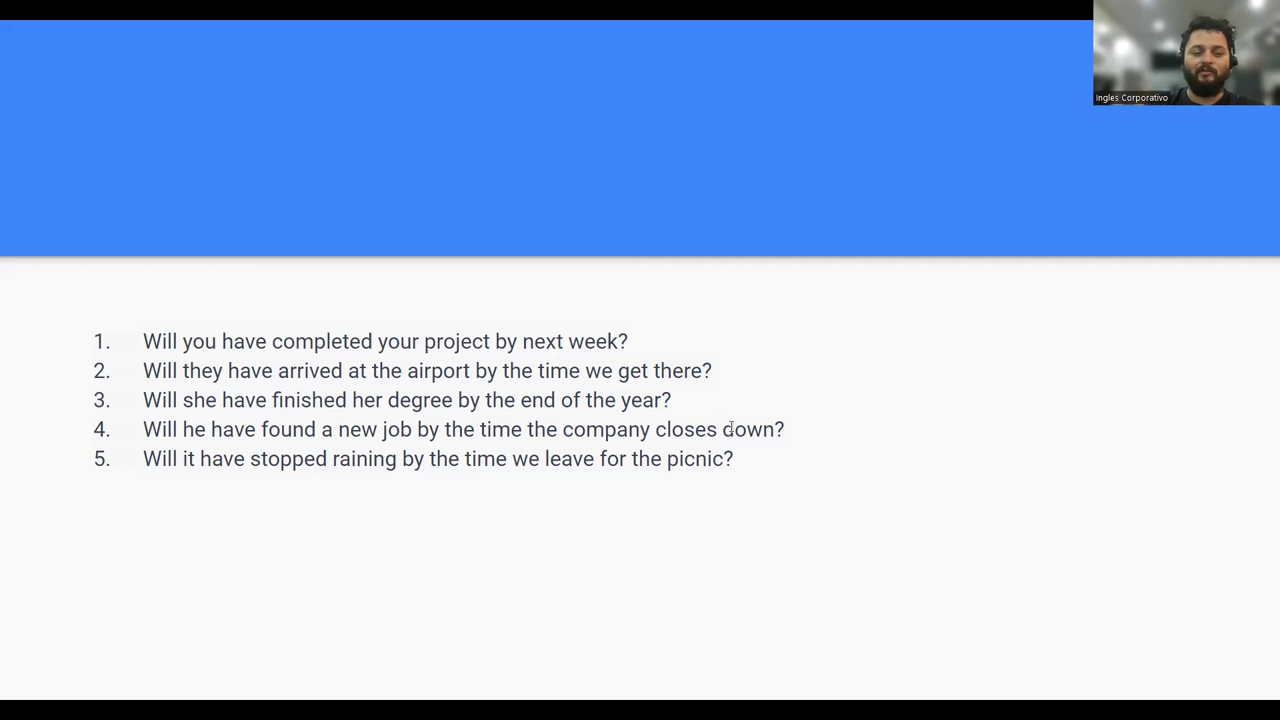 Ingles Corporativo
1. Will you have completed your project by next week?
2. Will they have arrived at the airport by the time we get there?
3. Will she have finished her degree by the end of the year?
4. Will he have found a new job by the time the company closes down?
5. Will it have stopped raining by the time we leave for the picnic?